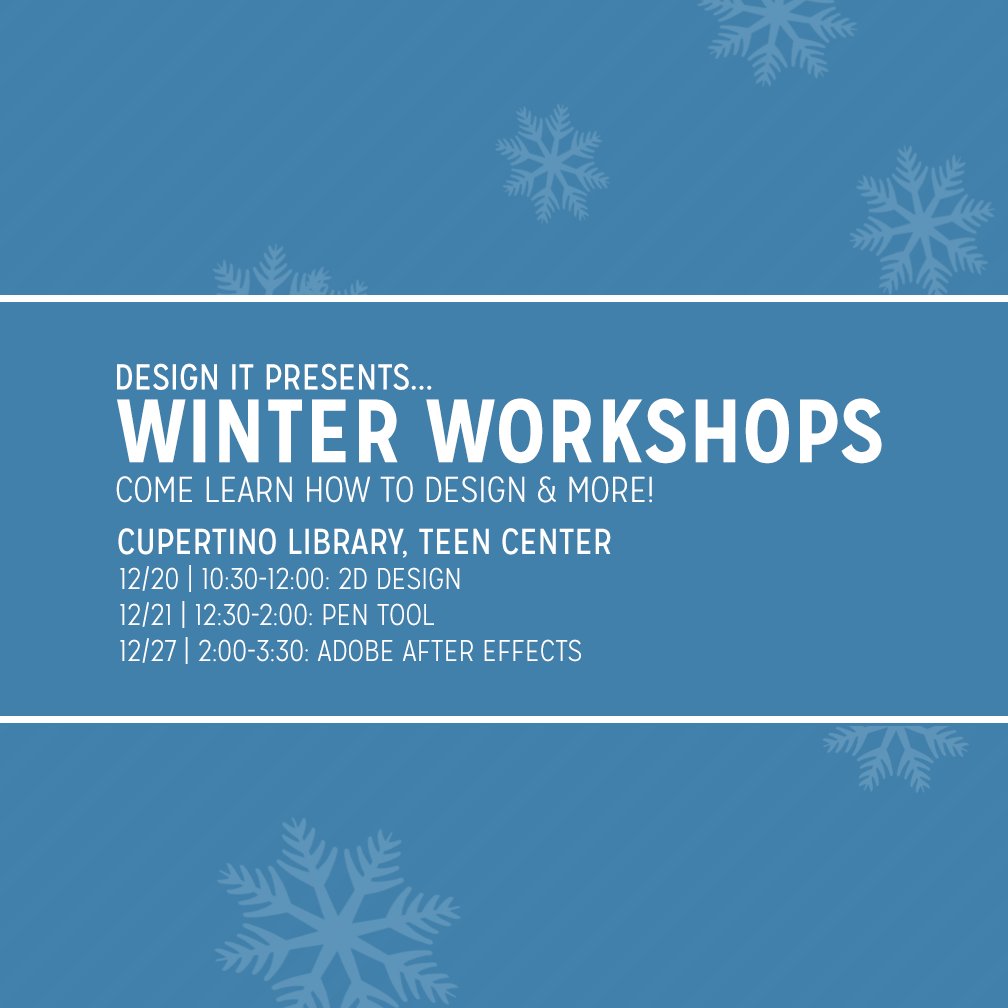 DESIGN IT PRESENTS...
WINTER WORKSHOPS
COME LEARN HOW TO DESIGN & MORE!
CUPERTINO LIBRARY, TEEN CENTER
12/20 | 10:30-12:00: 2D DESIGN
12/21 | 12:30-2:00: PEN TOOL
12/27 | 2:00-3:30: ADOBE AFTER EFFECTS